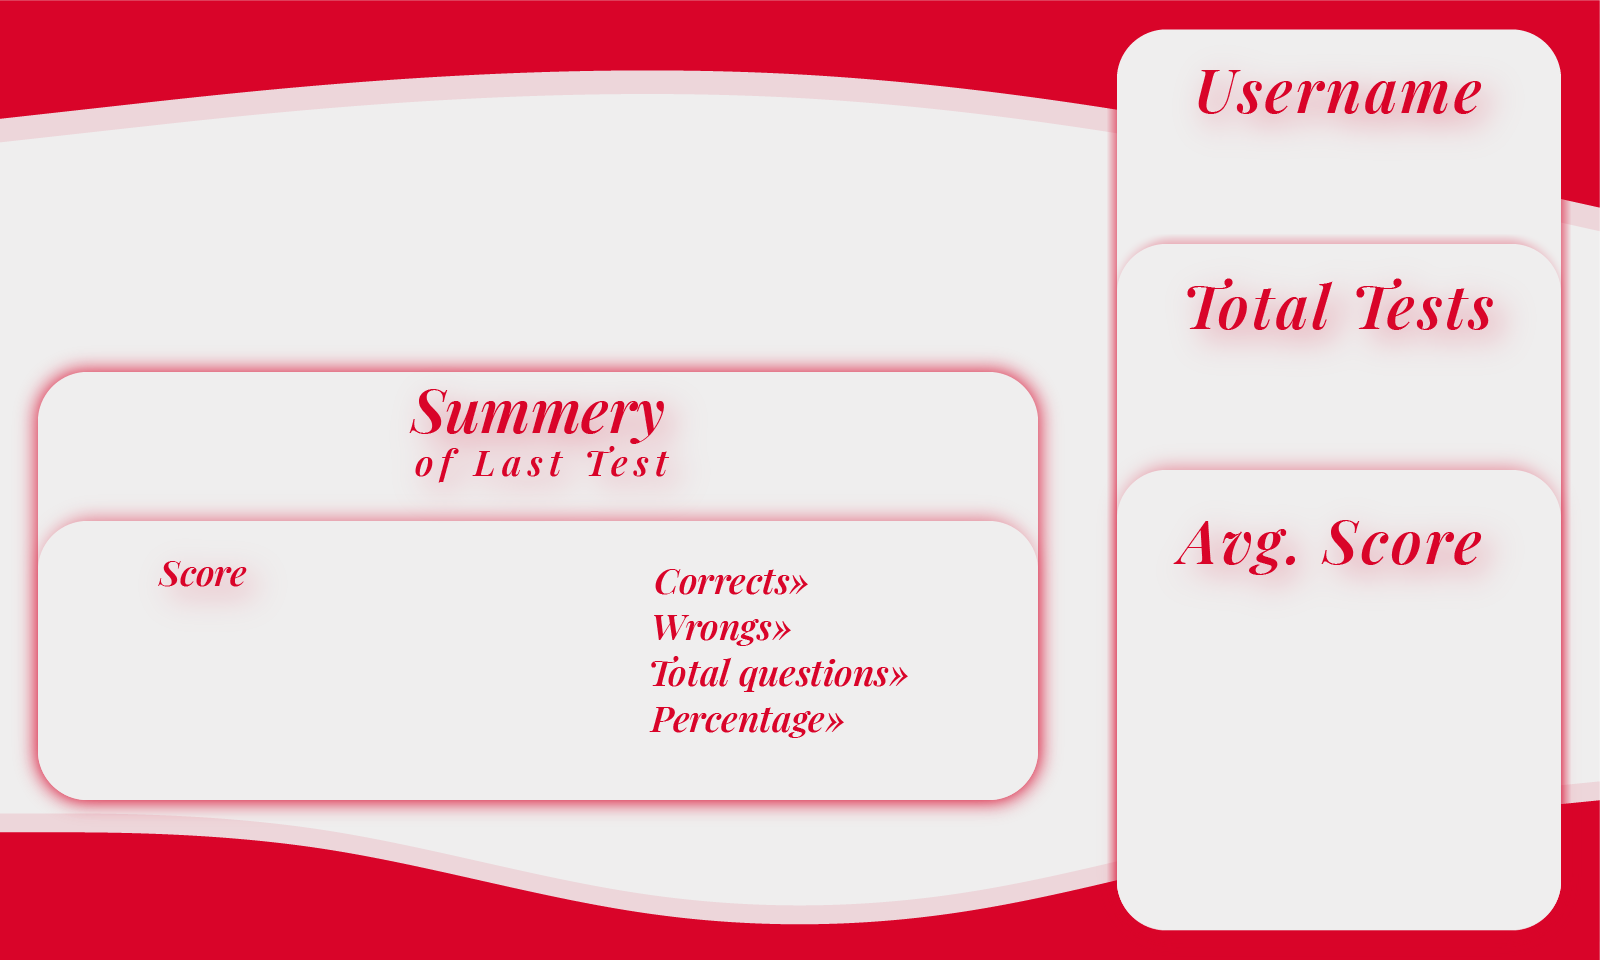 Username
Total Tests
Avg. Score
Summery
of Last Test
Score
Corrects»
Wrongs»
Total questions»
Percentage»